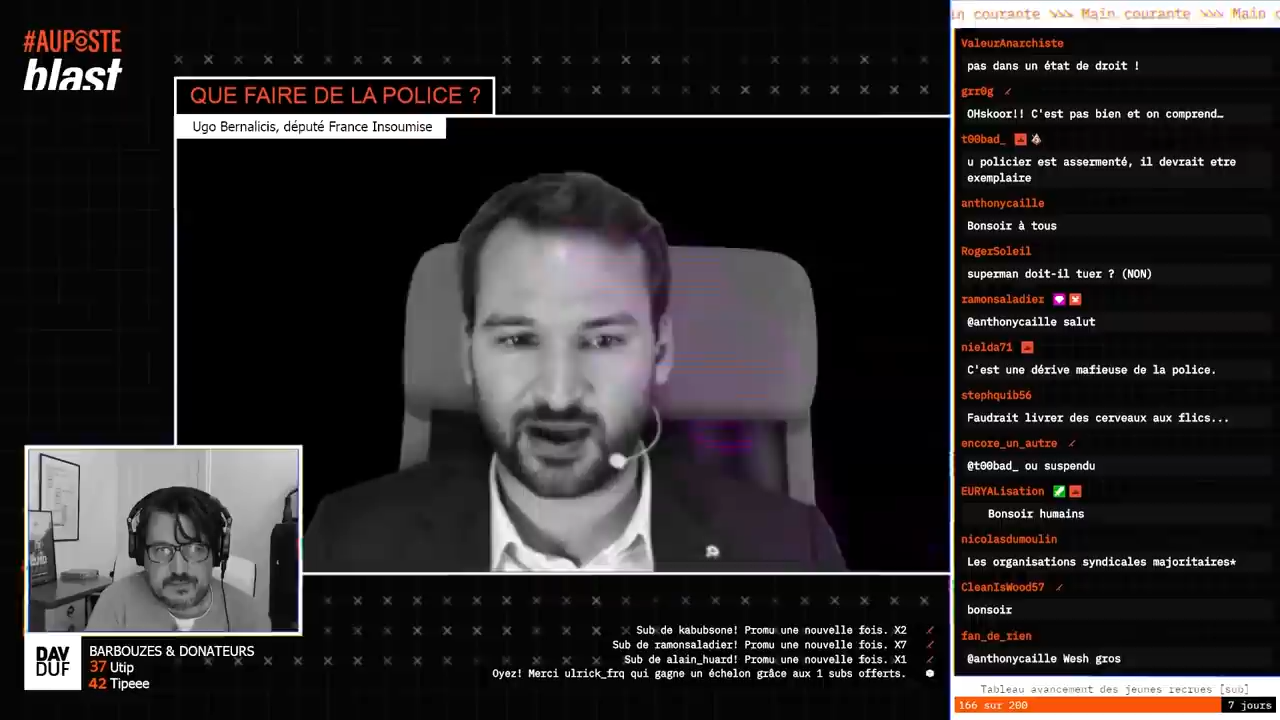 #AUPOSTE
blast
QUE FAIRE DE LA POLICE ?
Ugo Bernalicis, député France Insoumise
DAV
DUF
BARBOUZES & DONATEURS
37 Utip
42 Tipeee
Sub de kabubsone! Promu une nouvelle fois. X2
Sub de ramonsaladier! Promu une nouvelle fois. X7
Sub de alain_huard! Promu une nouvelle fois. X1
Oyez! Merci ulrick_frq qui gagne un échelon grâce aux 1 subs offerts.
courante >>> Main courante >>> Main
ValeurAnarchiste
pas dans un état de droit !
grr0g
OHskoor!! C'est pas bien et on comprend…
t00bad_
u policier est assermenté, il devrait etre
exemplaire
anthonycaille
Bonsoir à tous
RogerSoleil
superman doit-il tuer ? (NON)
ramonsaladier
@anthonycaille salut
nielda71
C'est une dérive mafieuse de la police.
stephquib56
Faudrait livrer des cerveaux aux flics...
encore_un_autre
@t00bad_ ou suspendu
EURYALisation
Bonsoir humains
nicolasdumoulin
Les organisations syndicales majoritaires*
CleanIsWood57
bonsoir
fan_de_rien
@anthonycaille Wesh gros
Tableau avancement des jeunes recrues [sub]
166 sur 200
7 jours